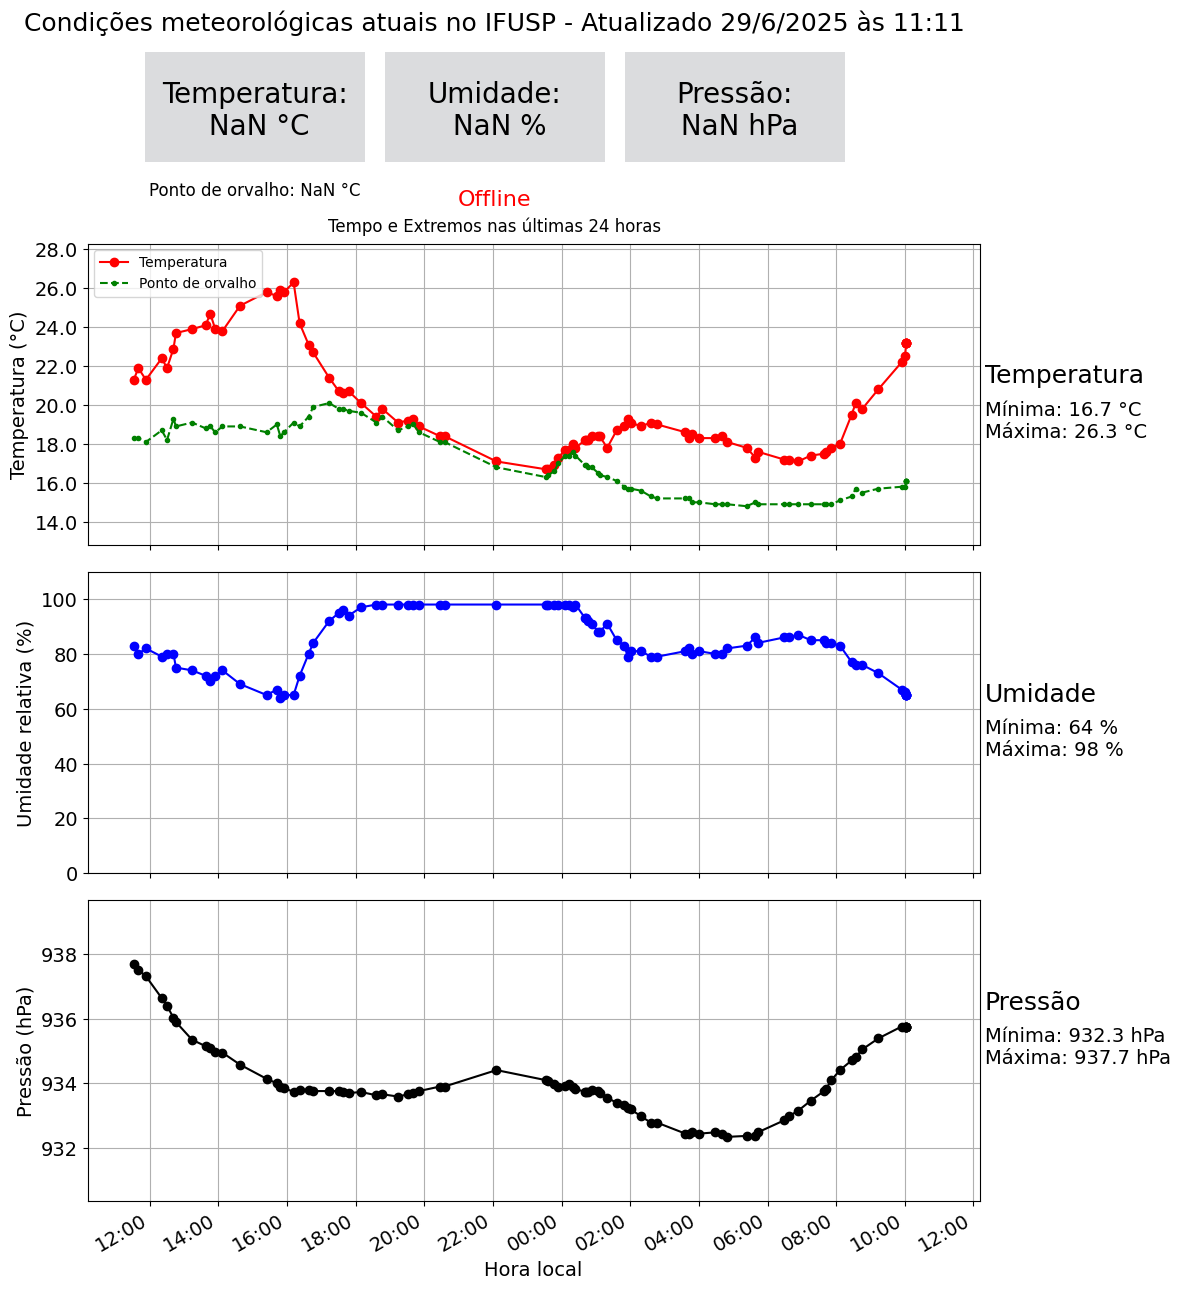 Condições meteorológicas atuais no IFUSP - Atualizado 29/6/2025 às 11:11
Temperatura:
NaN °C
Umidade:
NaN %
Pressão:
NaN hPa
Ponto de orvalho: NaN °C
Offline
Tempo e Extremos nas últimas 24 horas
Temperatura (°C)
28.0
26.0
24.0
22.0
20.0
18.0
16.0
14.0
Temperatura
Ponto de orvalho
Temperatura
Mínima: 16.7 °C
Máxima: 26.3 °C
Umidade relativa (%)
100
80
60
40
20
0
Umidade
Mínima: 64 %
Máxima: 98 %
Pressão (hPa)
938
936
934
932
Pressão
Mínima: 932.3 hPa
Máxima: 937.7 hPa
12:00
14:00
16:00
18:00
20:00
22:00
00:00
02:00
04:00
06:00
08:00
10:00
12:00
Hora local